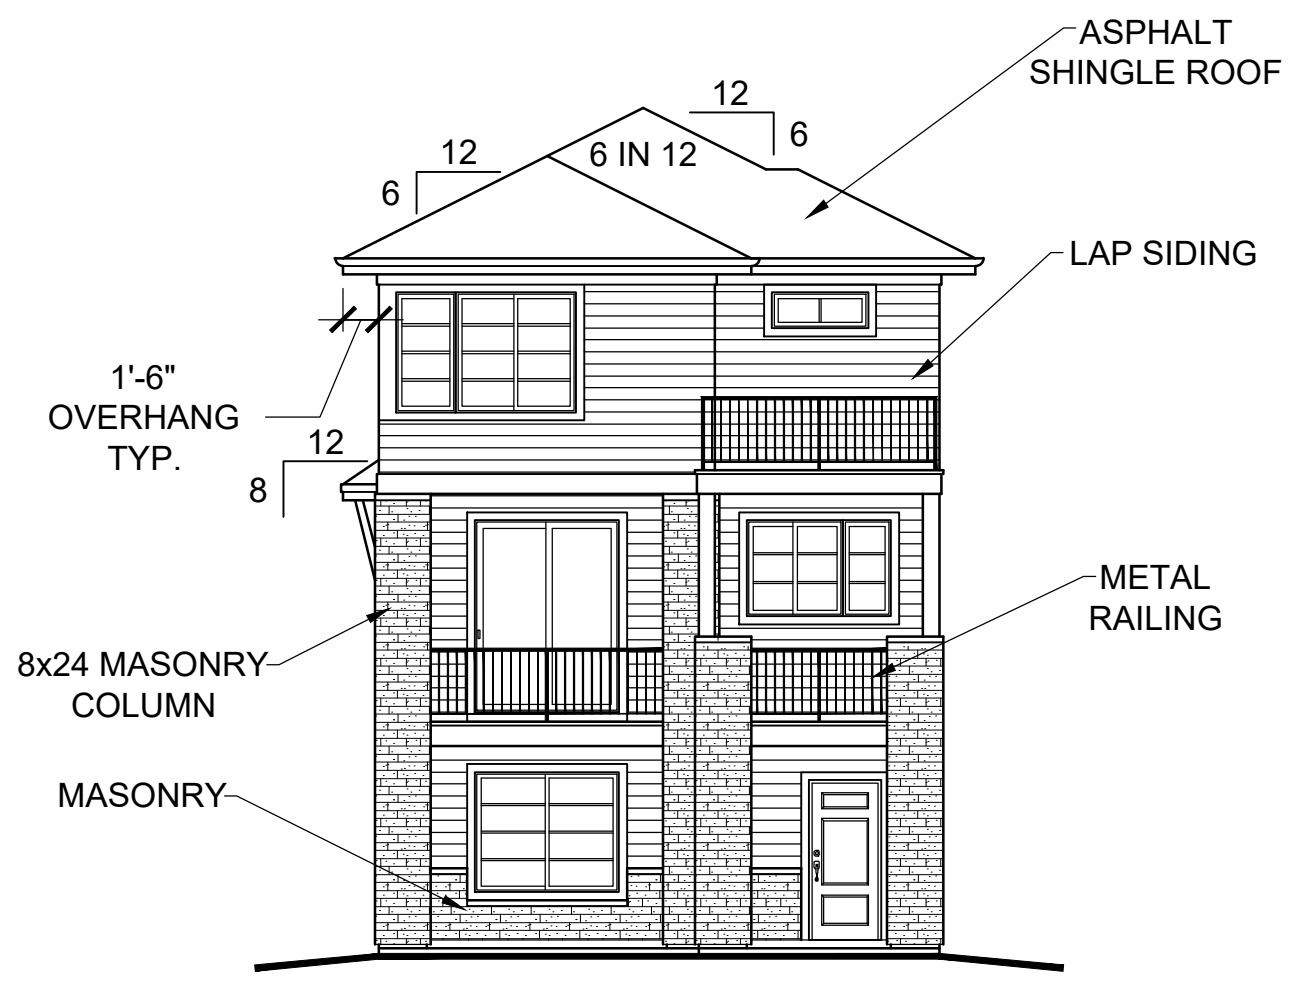 ASPHALT
SHINGLE ROOF
12
6
12
6
6 IN 12
LAP SIDING
1'-6"
OVERHANG
TYP.
12
8
METAL
RAILING
8x24 MASONRY
COLUMN
MASONRY